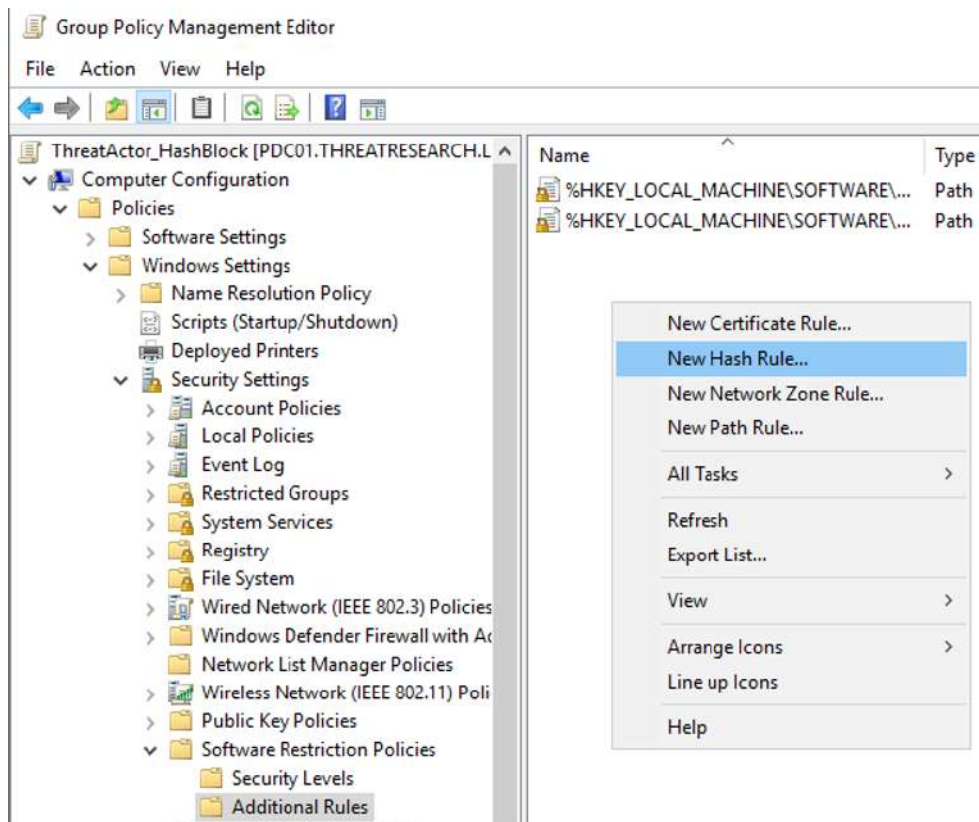 Group Policy Management Editor
File Action View Help
ThreatActor_HashBlock [PDC01.THREATRESEARCH.L
Computer Configuration
Policies
Software Settings
Windows Settings
Name Resolution Policy
Scripts (Startup/Shutdown)
Deployed Printers
Security Settings
Account Policies
Local Policies
Event Log
Restricted Groups
System Services
Registry
File System
Wired Network (IEEE 802.3) Policies
Windows Defender Firewall with Ac
Network List Manager Policies
Wireless Network (IEEE 802.11) Poli
Public Key Policies
Software Restriction Policies
Security Levels
Additional Rules
Name Type
%HKEY_LOCAL_MACHINE\SOFTWARE\... Path
%HKEY_LOCAL_MACHINE\SOFTWARE\... Path
New Certificate Rule...
New Hash Rule...
New Network Zone Rule...
New Path Rule...
All Tasks
Refresh
Export List...
View
Arrange Icons
Line up Icons
Help